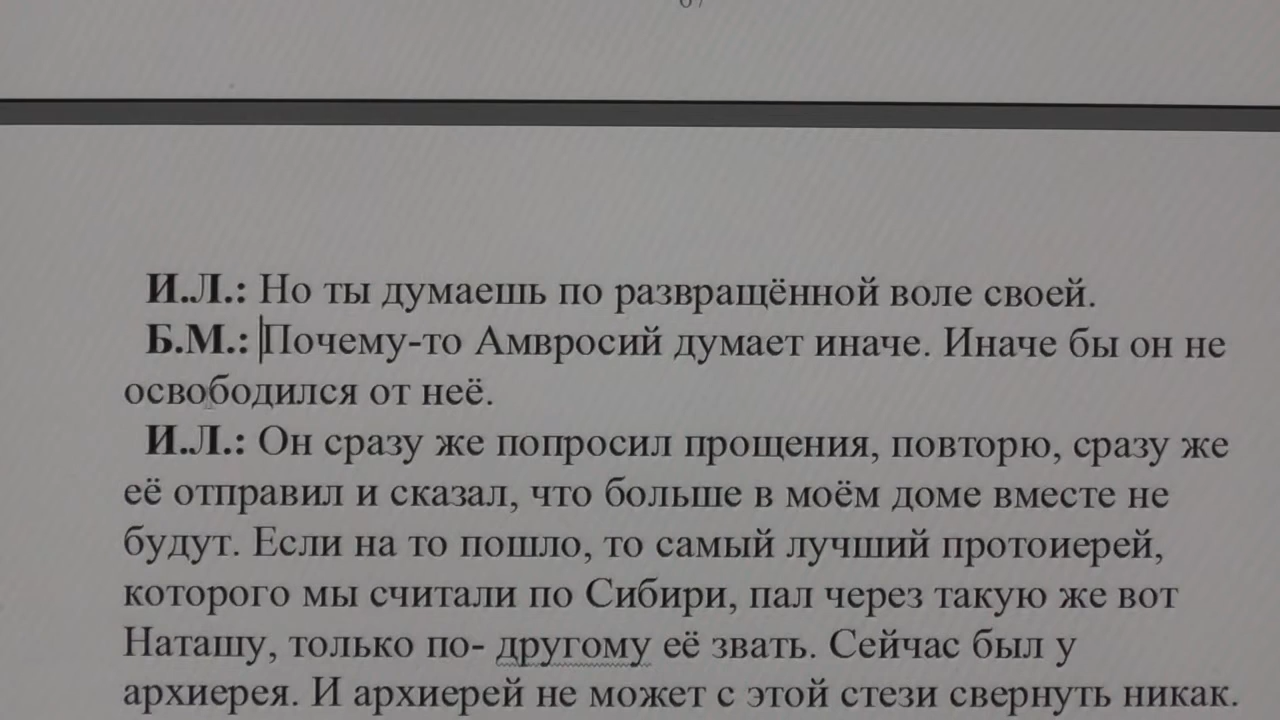 И.Л.: Но ты думаешь по развращённой воле своей.
Б.М.: Почему-то Амвросий думает иначе. Иначе бы он не
освободился от неё.
И.Л.: Он сразу же попросил прощения, повторю, сразу же
её отправил и сказал, что больше в моём доме вместе не
будут. Если на то пошло, то самый лучший протоиерей,
которого мы считали по Сибири, пал через такую же вот
Наташу, только по- другому её звать. Сейчас был у
архиерея. И архиерей не может с этой стези свернуть никак.